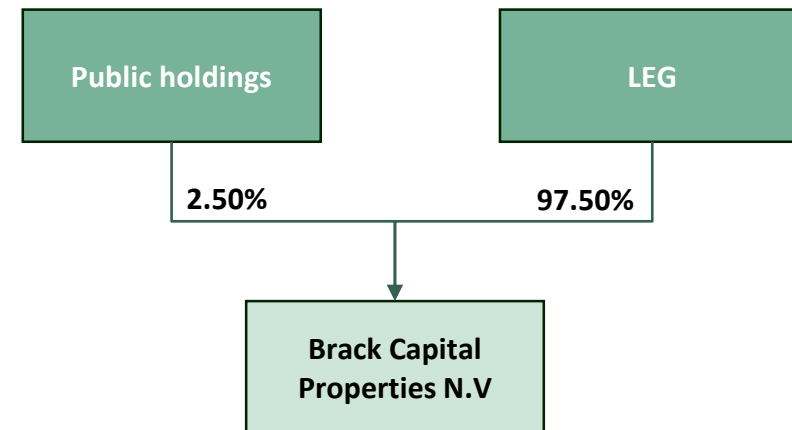 Public holdings
LEG
2.50%
97.50%
Brack Capital
Properties N.V